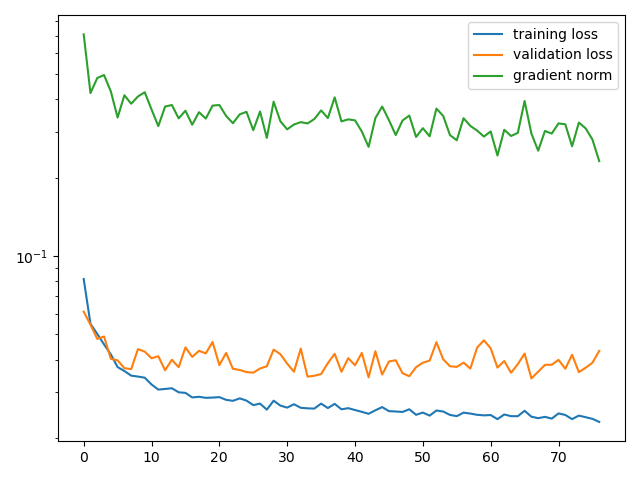 training loss
validation loss
gradient norm
10⁻¹
0 10 20 30 40 50 60 70